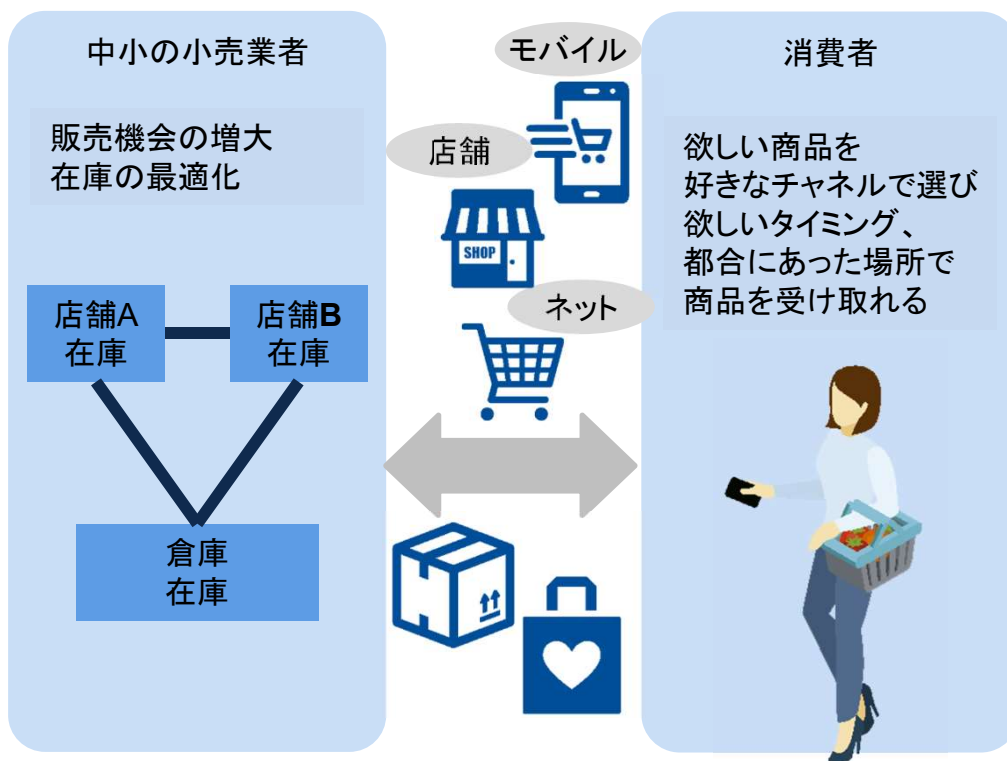 中小の小売業者
販売機会の増大
在庫の最適化
店舗A
在庫
店舗B
在庫
倉庫
在庫
モバイル
店舗
SHOP
ネット
消費者
欲しい商品を
好きなチャネルで選び
欲しいタイミング、
都合にあった場所で
商品を受け取れる